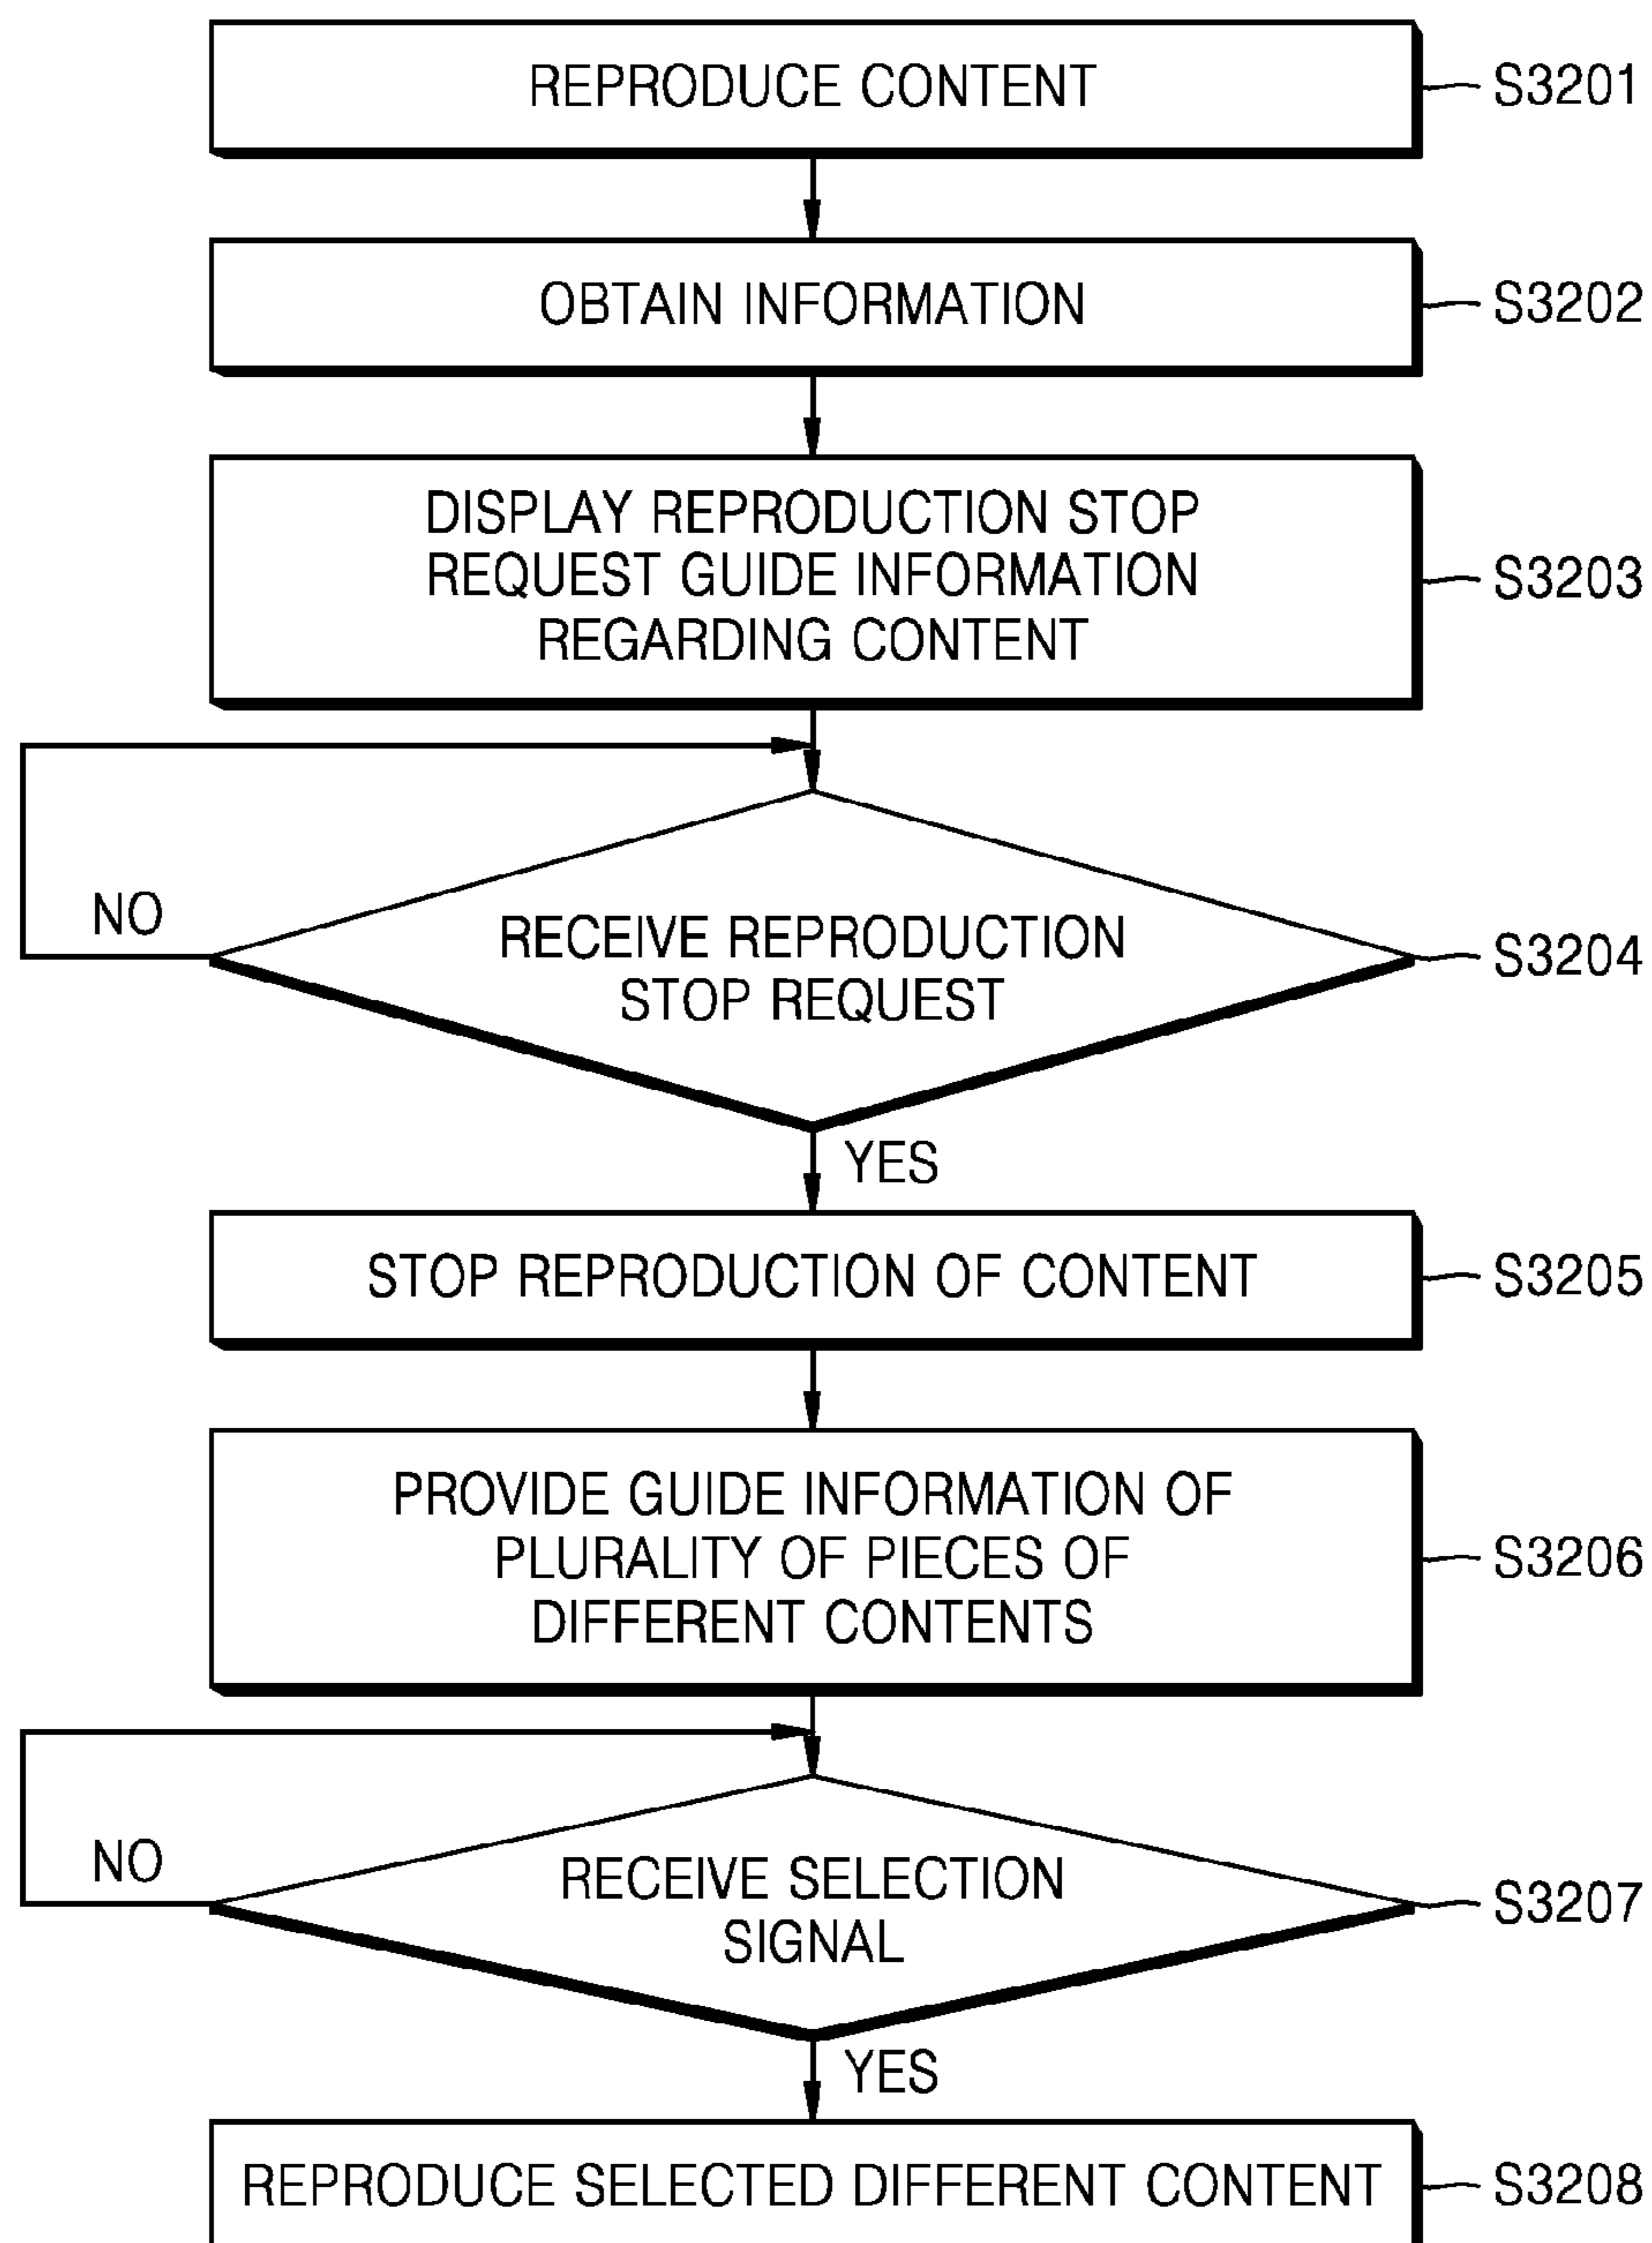 REPRODUCE CONTENT
S3201
OBTAIN INFORMATION
S3202
DISPLAY REPRODUCTION STOP
REQUEST GUIDE INFORMATION
REGARDING CONTENT
S3203
NO
RECEIVE REPRODUCTION
STOP REQUEST
S3204
YES
STOP REPRODUCTION OF CONTENT
S3205
PROVIDE GUIDE INFORMATION OF
PLURALITY OF PIECES OF
DIFFERENT CONTENTS
S3206
NO
RECEIVE SELECTION
SIGNAL
S3207
YES
REPRODUCE SELECTED DIFFERENT CONTENT
S3208